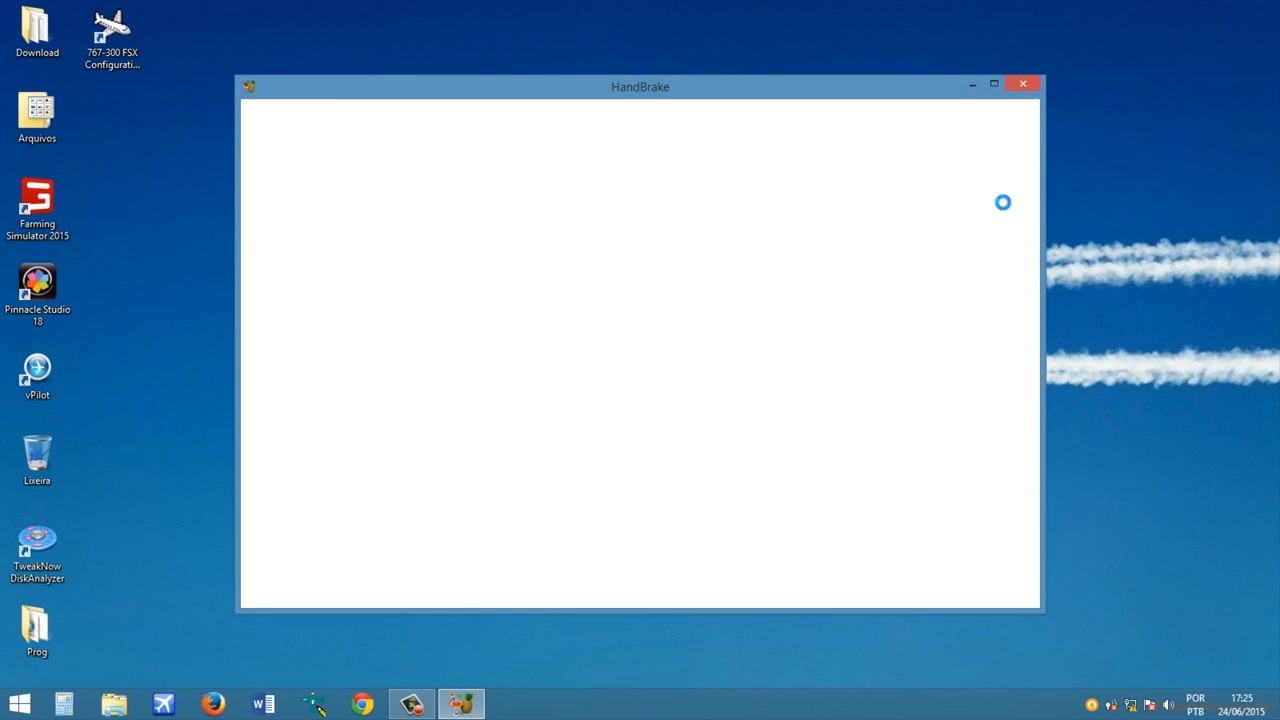 Download
767-300 FSX
Configurati...
HandBrake
Arquivos
Farming
Simulator 2015
Pinnacle Studio
18
vPilot
Lixeira
TweakNow
DiskAnalyzer
Prog
POR
PTB
17:25
24/06/2015